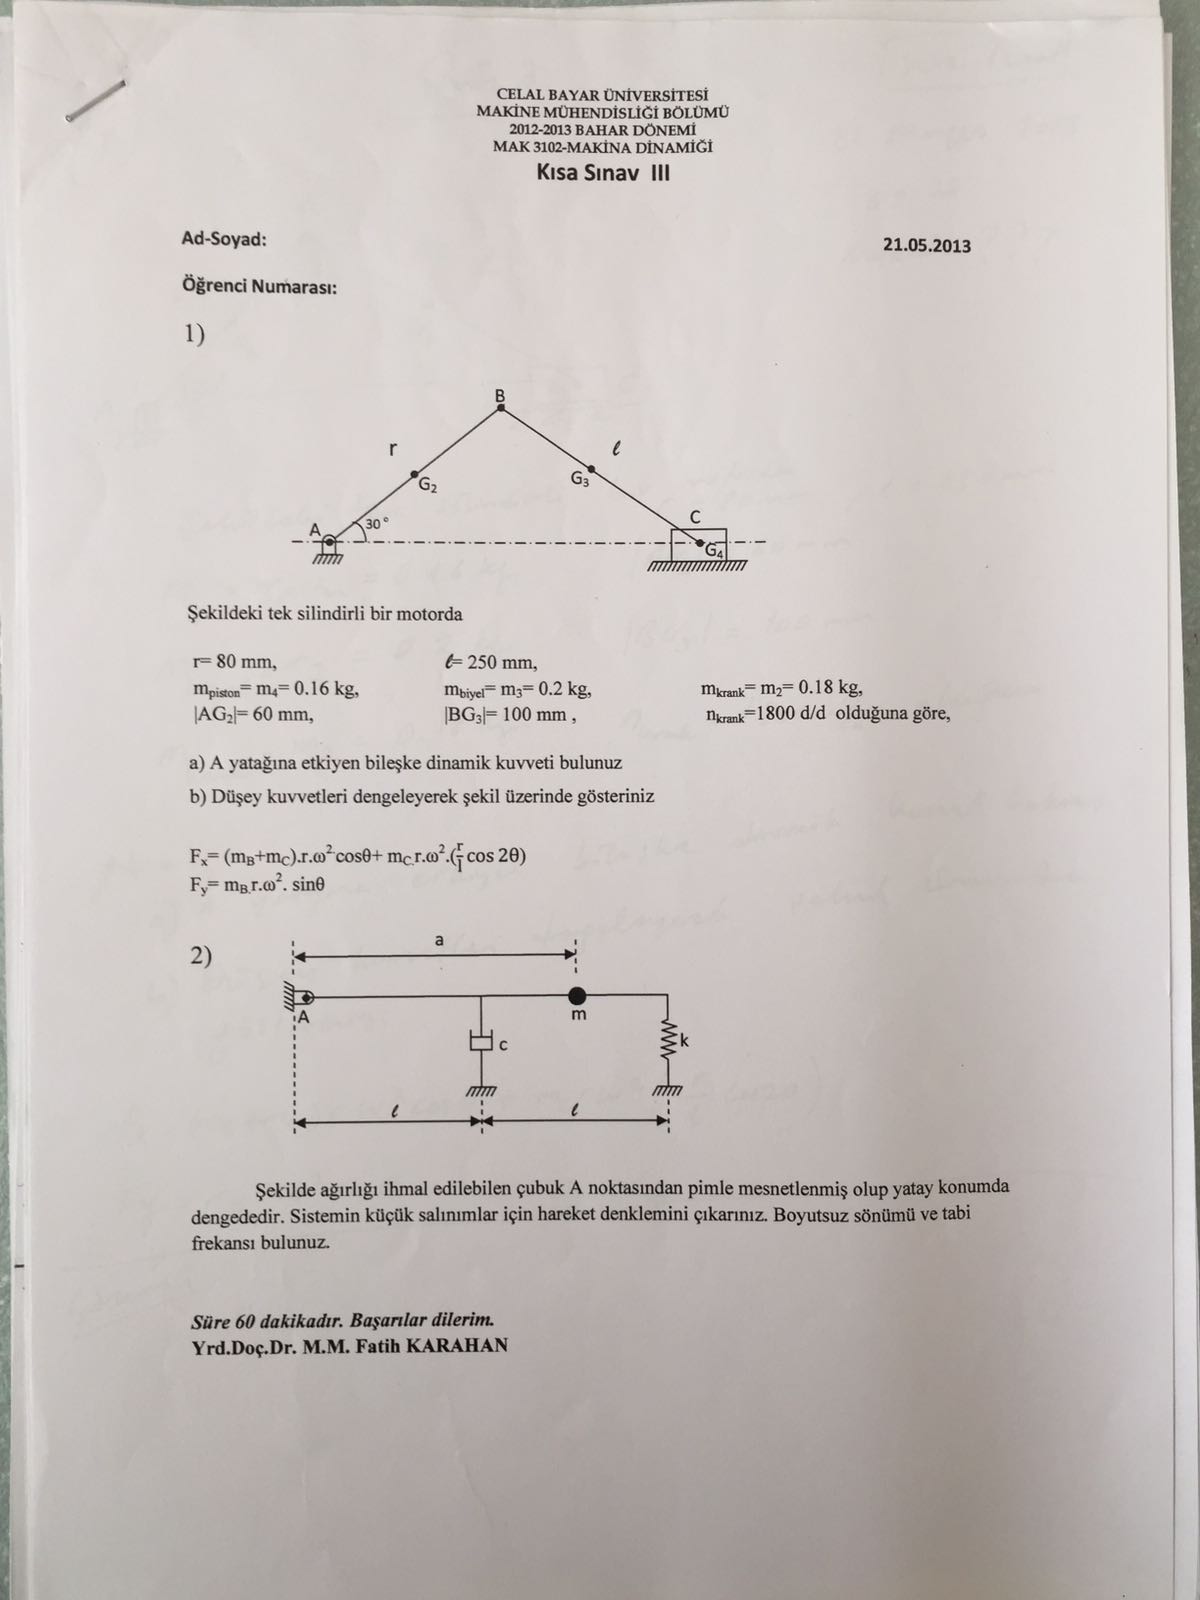 CELAL BAYAR ÜNİVERSİTESİ
MAKİNE MÜHENDİSLİĞİ BÖLÜMÜ
2012-2013 BAHAR DÖNEMİ
MAK 3102-MAKİNA DİNAMİĞİ
Kısa Sınav III
Ad-Soyad:
21.05.2013
Öğrenci Numarası:
1)
B
r
ℓ
G₂
G₃
A
30°
C
G₄
Şekildeki tek silindirli bir motorda
r= 80 mm, ℓ= 250 mm,
mpiston= m₄= 0.16 kg, mbiyel= m₃= 0.2 kg, mkrank= m₂= 0.18 kg,
|AG₂|= 60 mm, |BG₃|= 100 mm , nkrank=1800 d/d olduğuna göre,
a) A yatağına etkiyen bileşke dinamik kuvveti bulunuz
b) Düşey kuvvetleri dengeleyerek şekil üzerinde gösteriniz
Fₓ= (mB+mC).r.ω².cosθ+ mC.r.ω².(r/l cos 2θ)
Fy= mB.r.ω². sinθ
2)
a
A
m
c
k
ℓ
ℓ
Şekilde ağırlığı ihmal edilebilen çubuk A noktasından pimle mesnetlenmiş olup yatay konumda
dengededir. Sistemin küçük salınımlar için hareket denklemini çıkarınız. Boyutsuz sönümü ve tabi
frekansı bulunuz.
Süre 60 dakikadır. Başarılar dilerim.
Yrd.Doç.Dr. M.M. Fatih KARAHAN